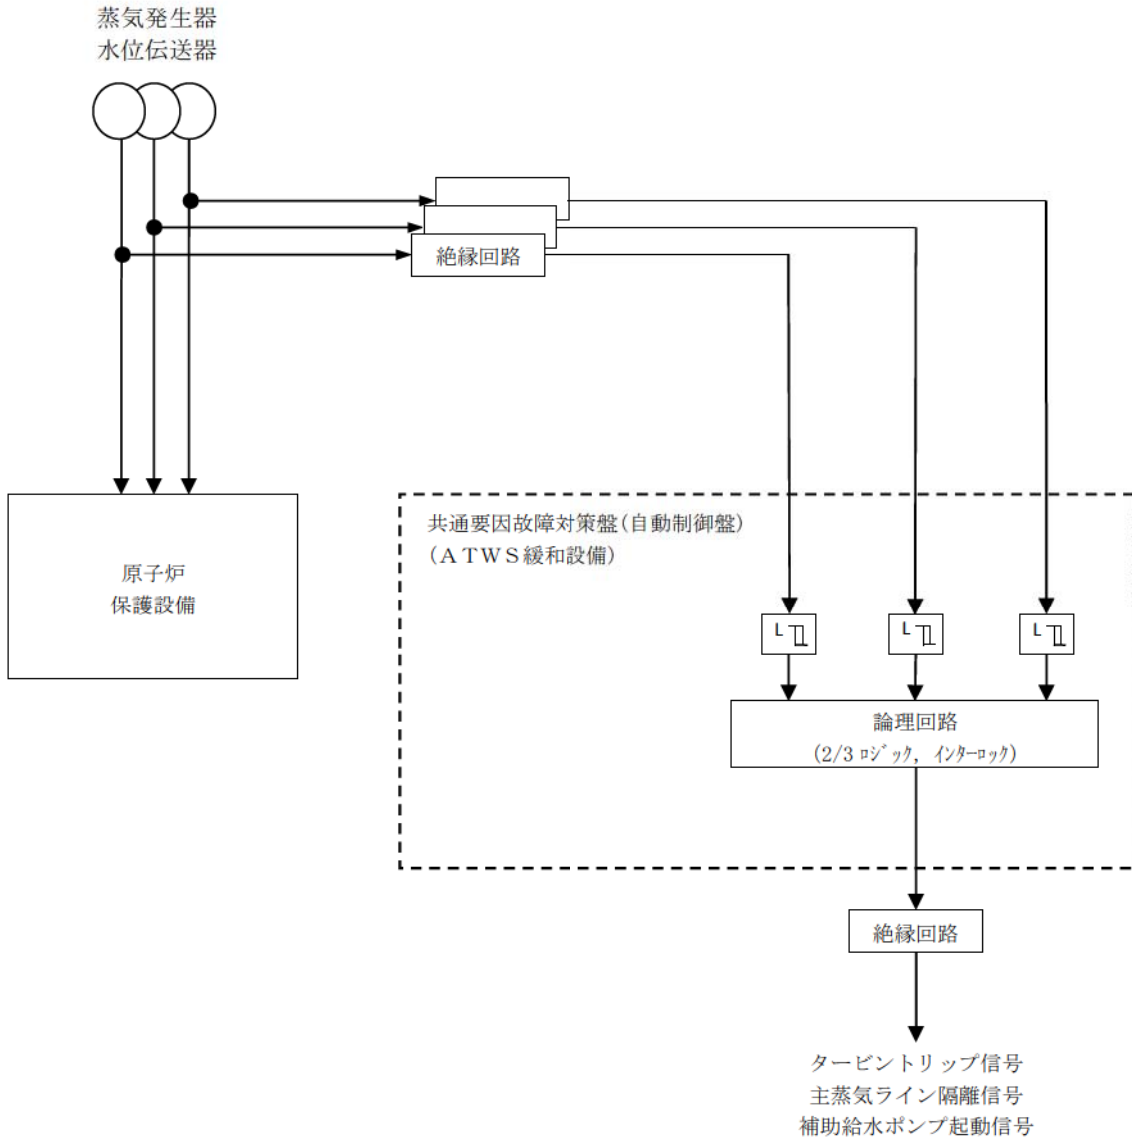 蒸気発生器
水位伝送器
絶縁回路
原子炉
保護設備
共通要因故障対策盤(自動制御盤)
(ＡＴＷＳ緩和設備)
L
L
L
論理回路
(2/3 ﾛｼﾞｯｸ, ｲﾝﾀｰﾛｯｸ)
絶縁回路
タービントリップ信号
主蒸気ライン隔離信号
補助給水ポンプ起動信号